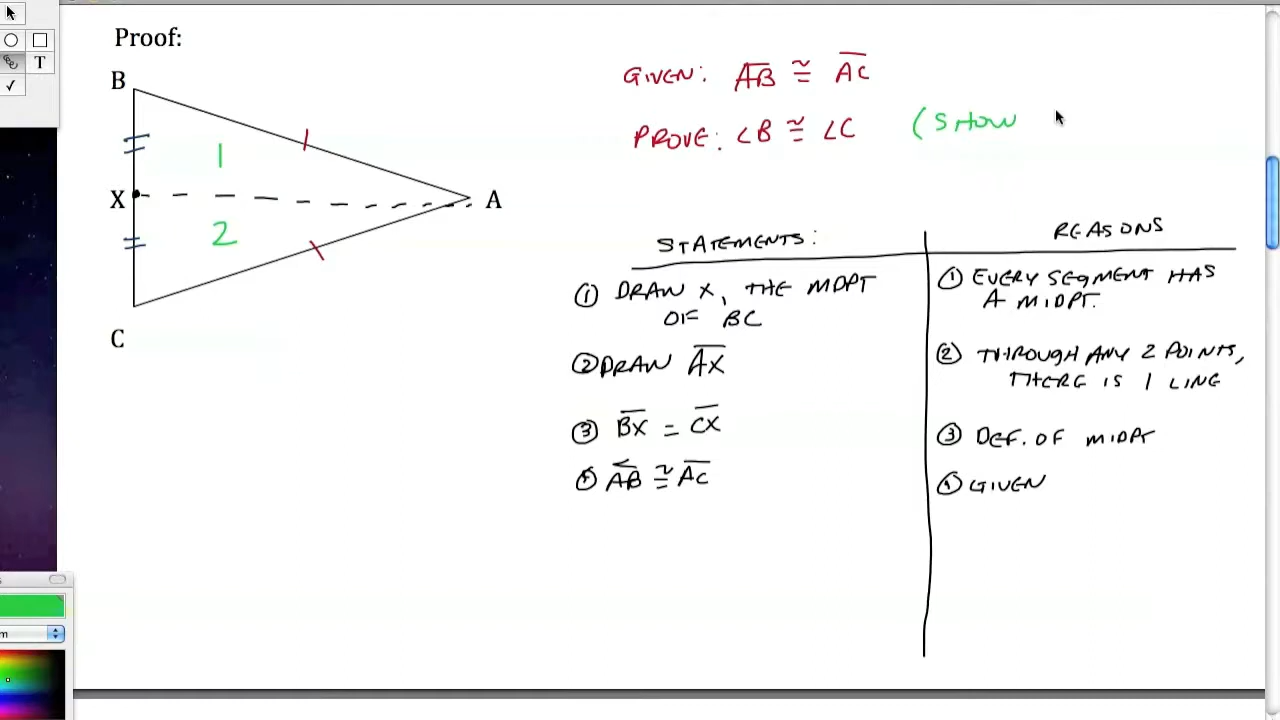 Proof:
B
X
C
A
1
2
GIVEN: AB ≅ AC
PROVE: ∠B ≅ ∠C (SHOW
STATEMENTS:
REASONS
① DRAW X, THE MDPT
OF BC
① EVERY SEGMENT HAS
A MIDPT.
② DRAW AX
② THROUGH ANY 2 POINTS,
THERE IS 1 LINE
③ BX = CX
③ DEF. OF MIDPT
④ AB ≅ AC
④ GIVEN
T
m
s